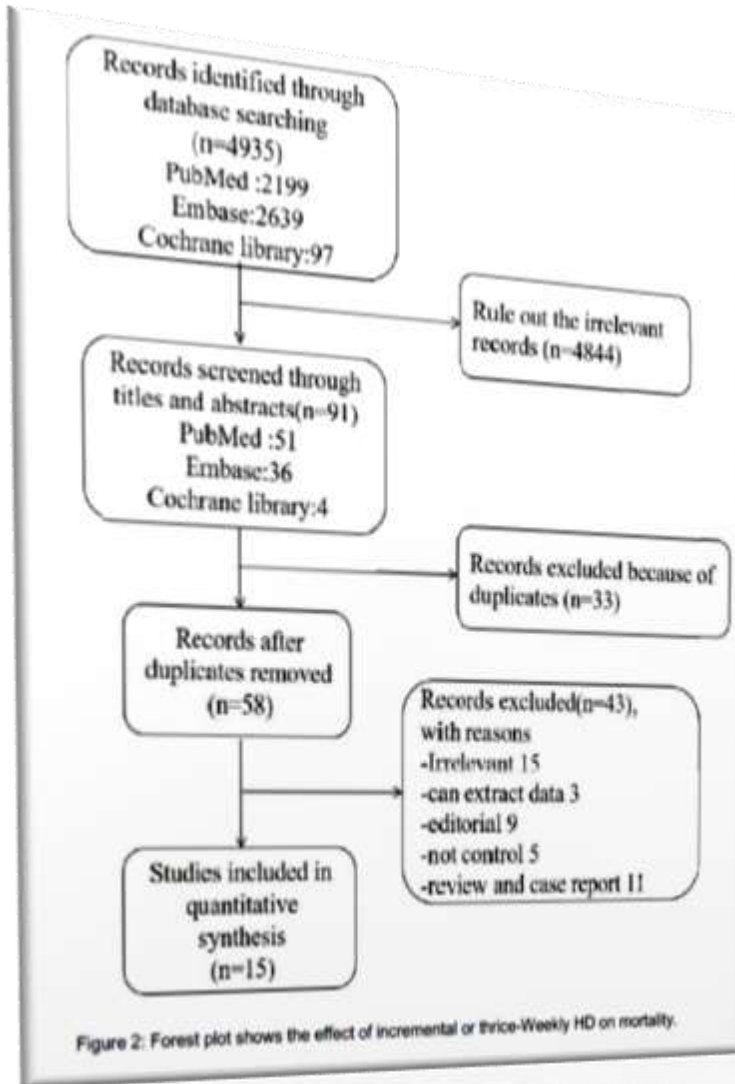 Records identified through
database searching
(n=4935)
PubMed :2199
Embase:2639
Cochrane library:97
Rule out the irrelevant
records (n=4844)
Records screened through
titles and abstracts(n=91)
PubMed :51
Embase:36
Cochrane library:4
Records excluded because of
duplicates (n=33)
Records after
duplicates removed
(n=58)
Records excluded(n=43),
with reasons
-Irrelevant 15
-can extract data 3
-editorial 9
-not control 5
-review and case report 11
Studies included in
quantitative
synthesis
(n=15)
Figure 2: Forest plot shows the effect of incremental or thrice-Weekly HD on mortality.